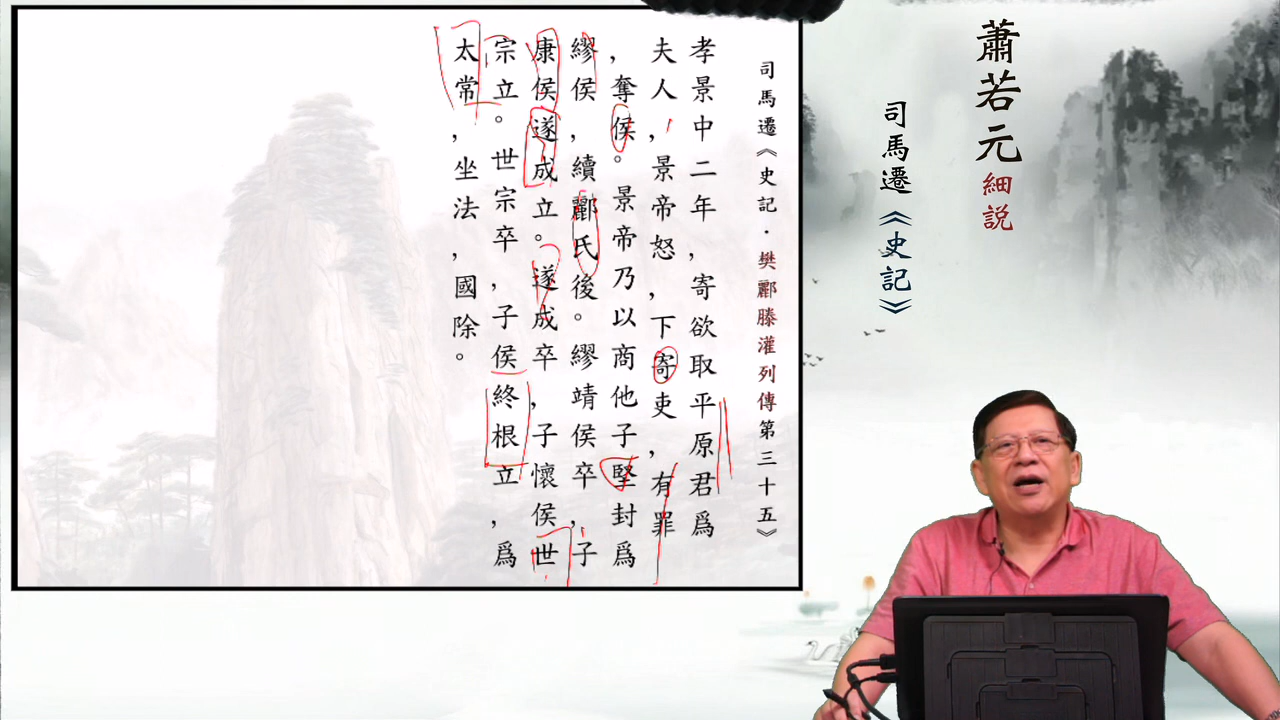 蕭若元
細説
司馬遷《史記》
司馬遷《史記·樊酈滕灌列傳第三十五》
孝景中二年,寄欲取平原君爲
夫人,景帝怒,下寄吏,有罪
,奪侯。景帝乃以商他子堅封爲
繆侯,續酈氏後。繆靖侯卒,子
康侯遂成立。遂成卒,子懷侯世
宗立。世宗卒,子侯終根立,爲
太常,坐法,國除。